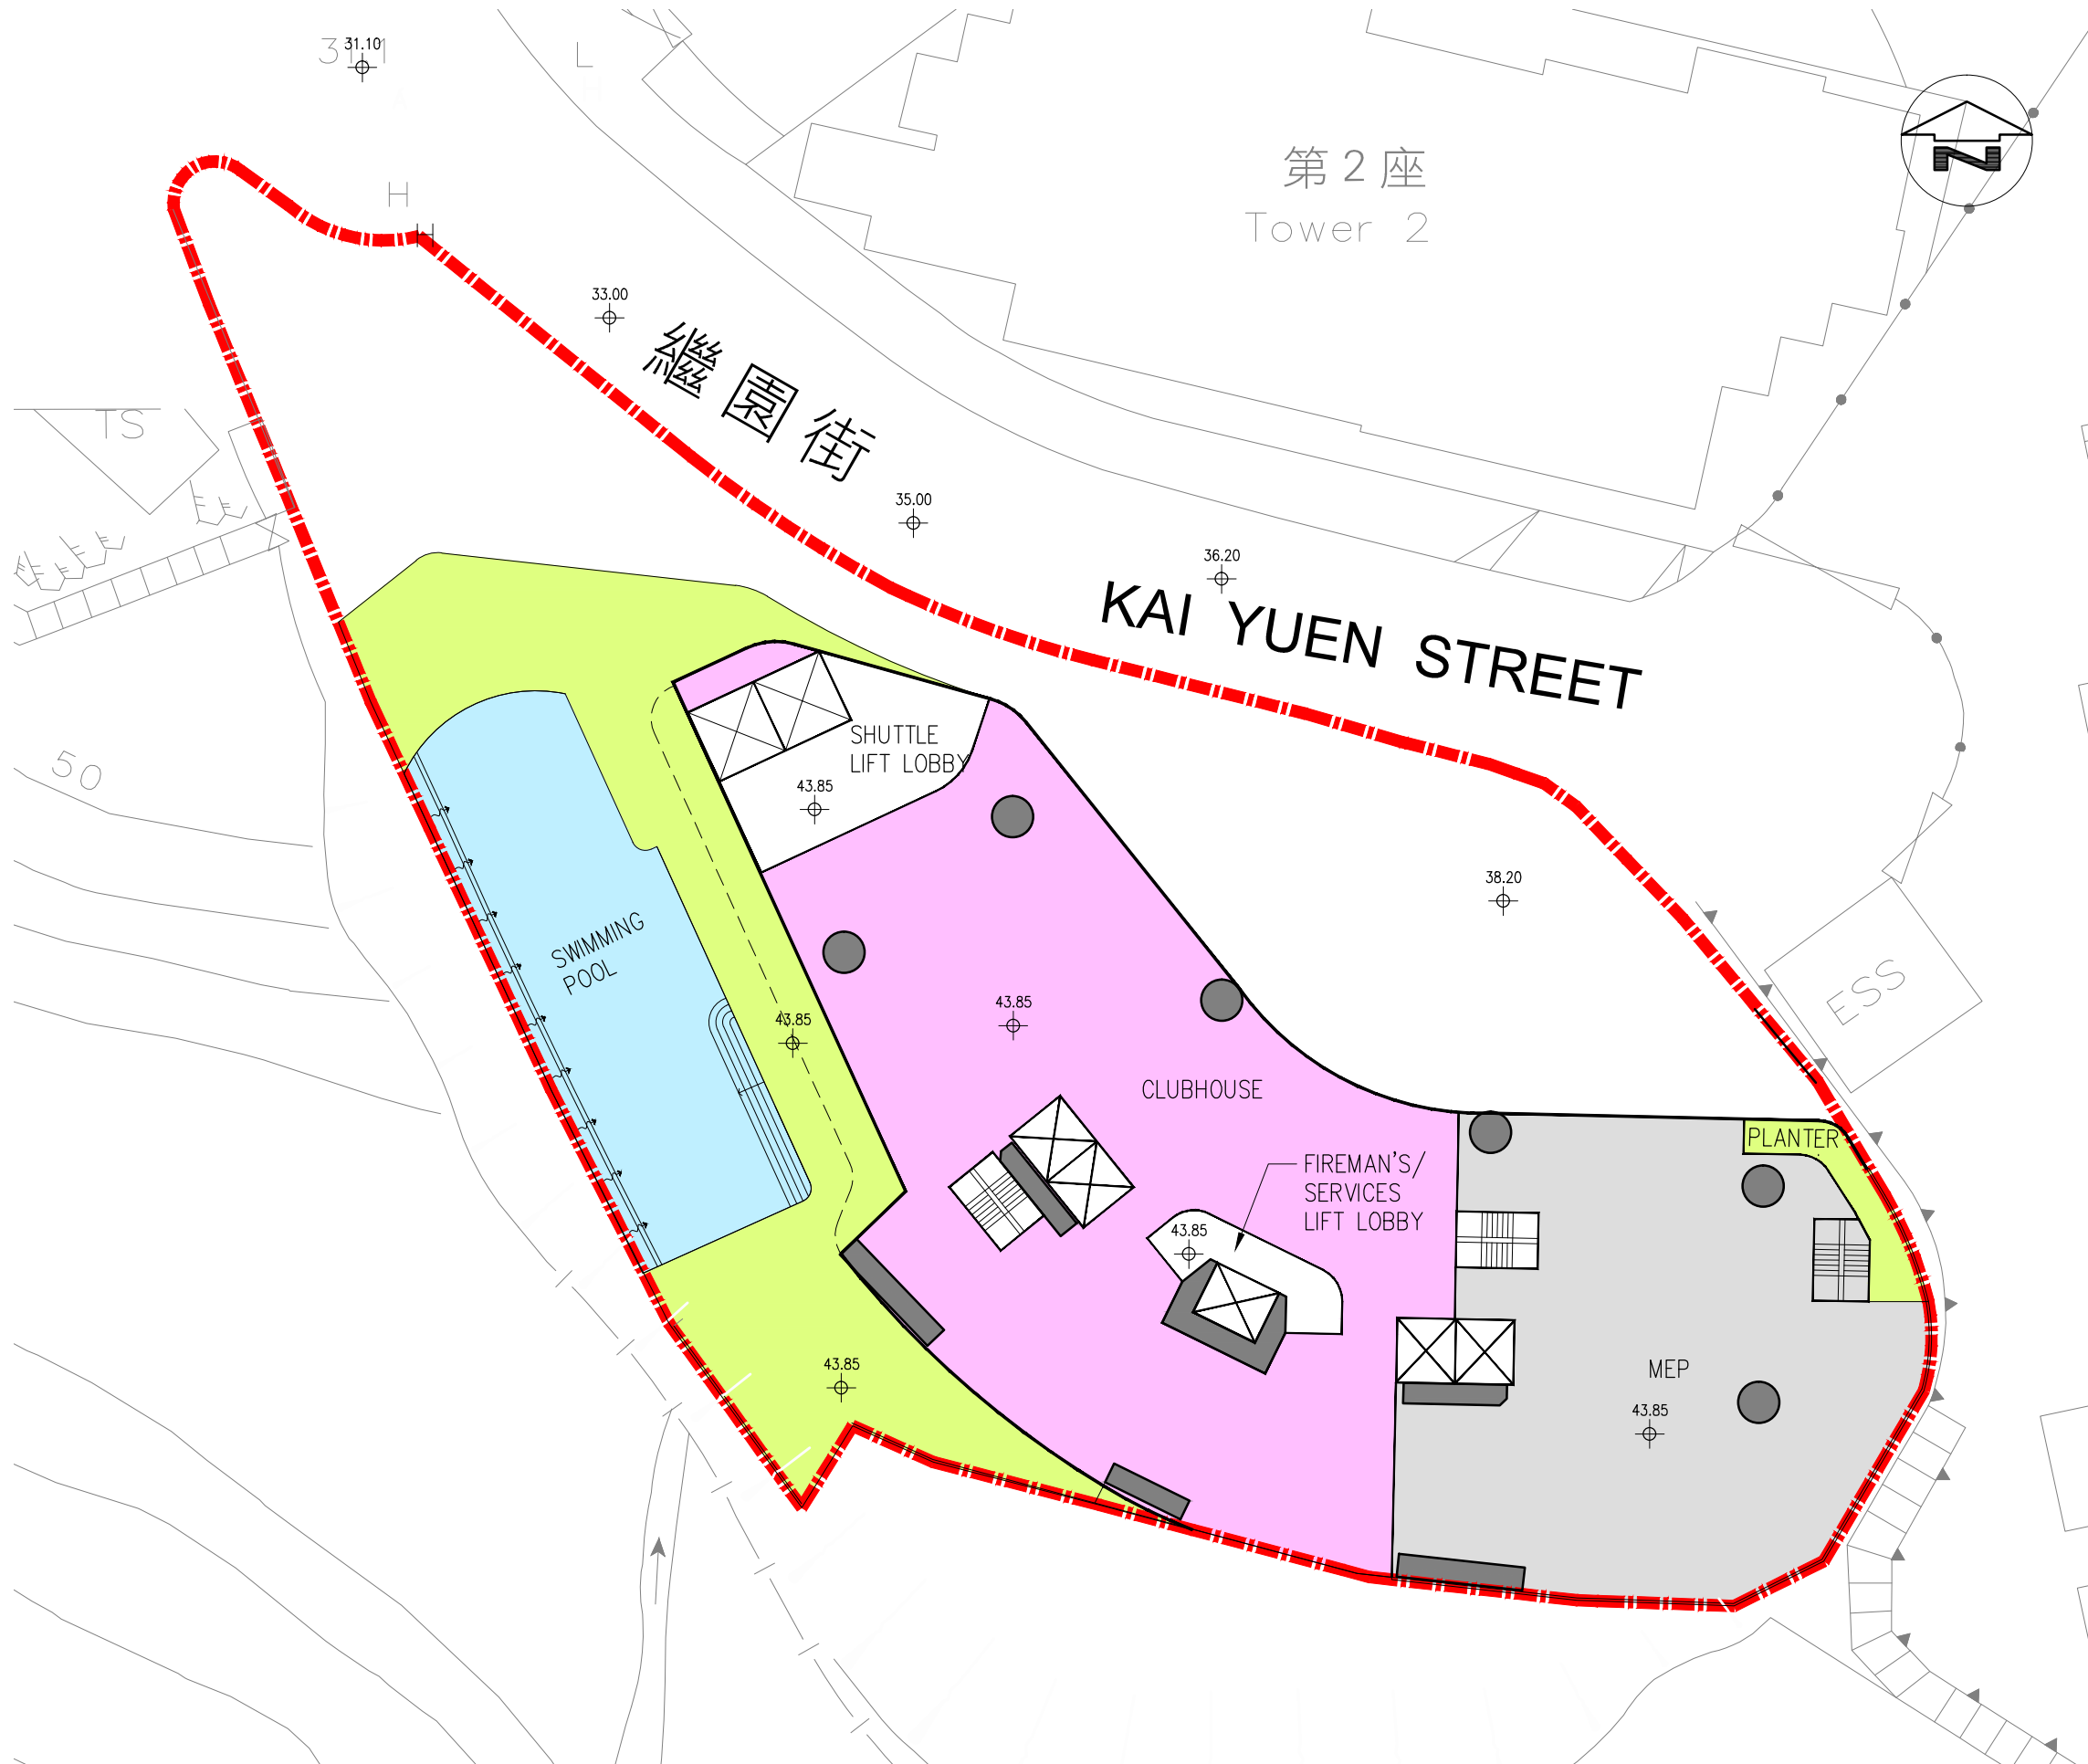 31.10
L
H
H
第2座
Tower 2
33.00
繼園街
TS
35.00
36.20
KAI YUEN STREET
50
SHUTTLE
LIFT LOBBY
43.85
38.20
SWIMMING
POOL
43.85
43.85
ESS
CLUBHOUSE
PLANTER
FIREMAN'S/
SERVICES
LIFT LOBBY
43.85
MEP
43.85
43.85